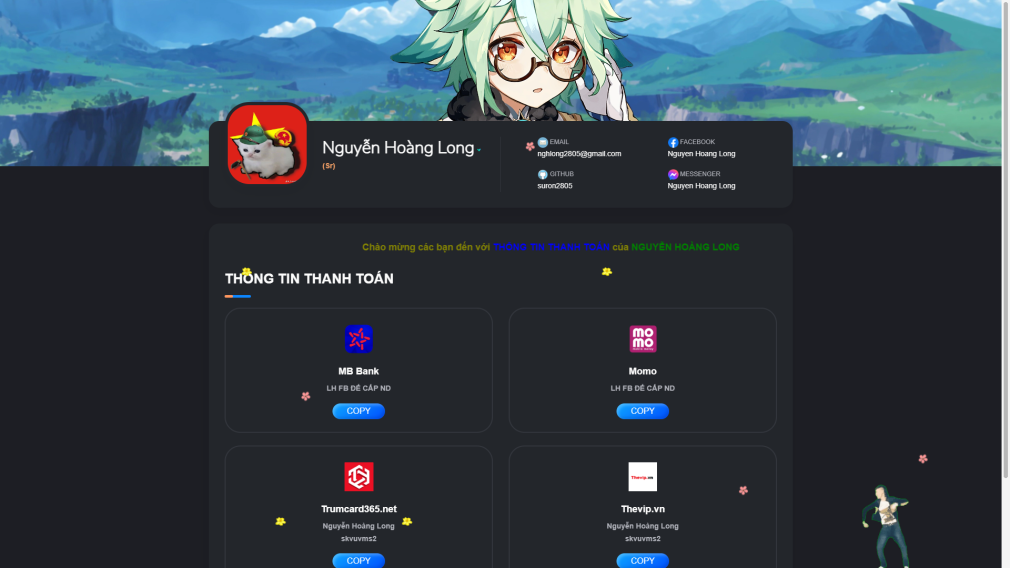 Nguyễn Hoàng Long
(Sr)
EMAIL
nghlong2805@gmail.com
FACEBOOK
Nguyen Hoang Long
GITHUB
suron2805
MESSENGER
Nguyen Hoang Long
Chào mừng các bạn đến với THÔNG TIN THANH TOÁN của NGUYỄN HOÀNG LONG
THÔNG TIN THANH TOÁN
MB Bank
LH FB ĐỂ CẤP ND
COPY
MO
MO
Momo
LH FB ĐỂ CẤP ND
COPY
Trumcard365.net
Nguyễn Hoàng Long
skvuvms2
COPY
Thevip.vn
Thevip.vn
Nguyễn Hoàng Long
skvuvms2
COPY